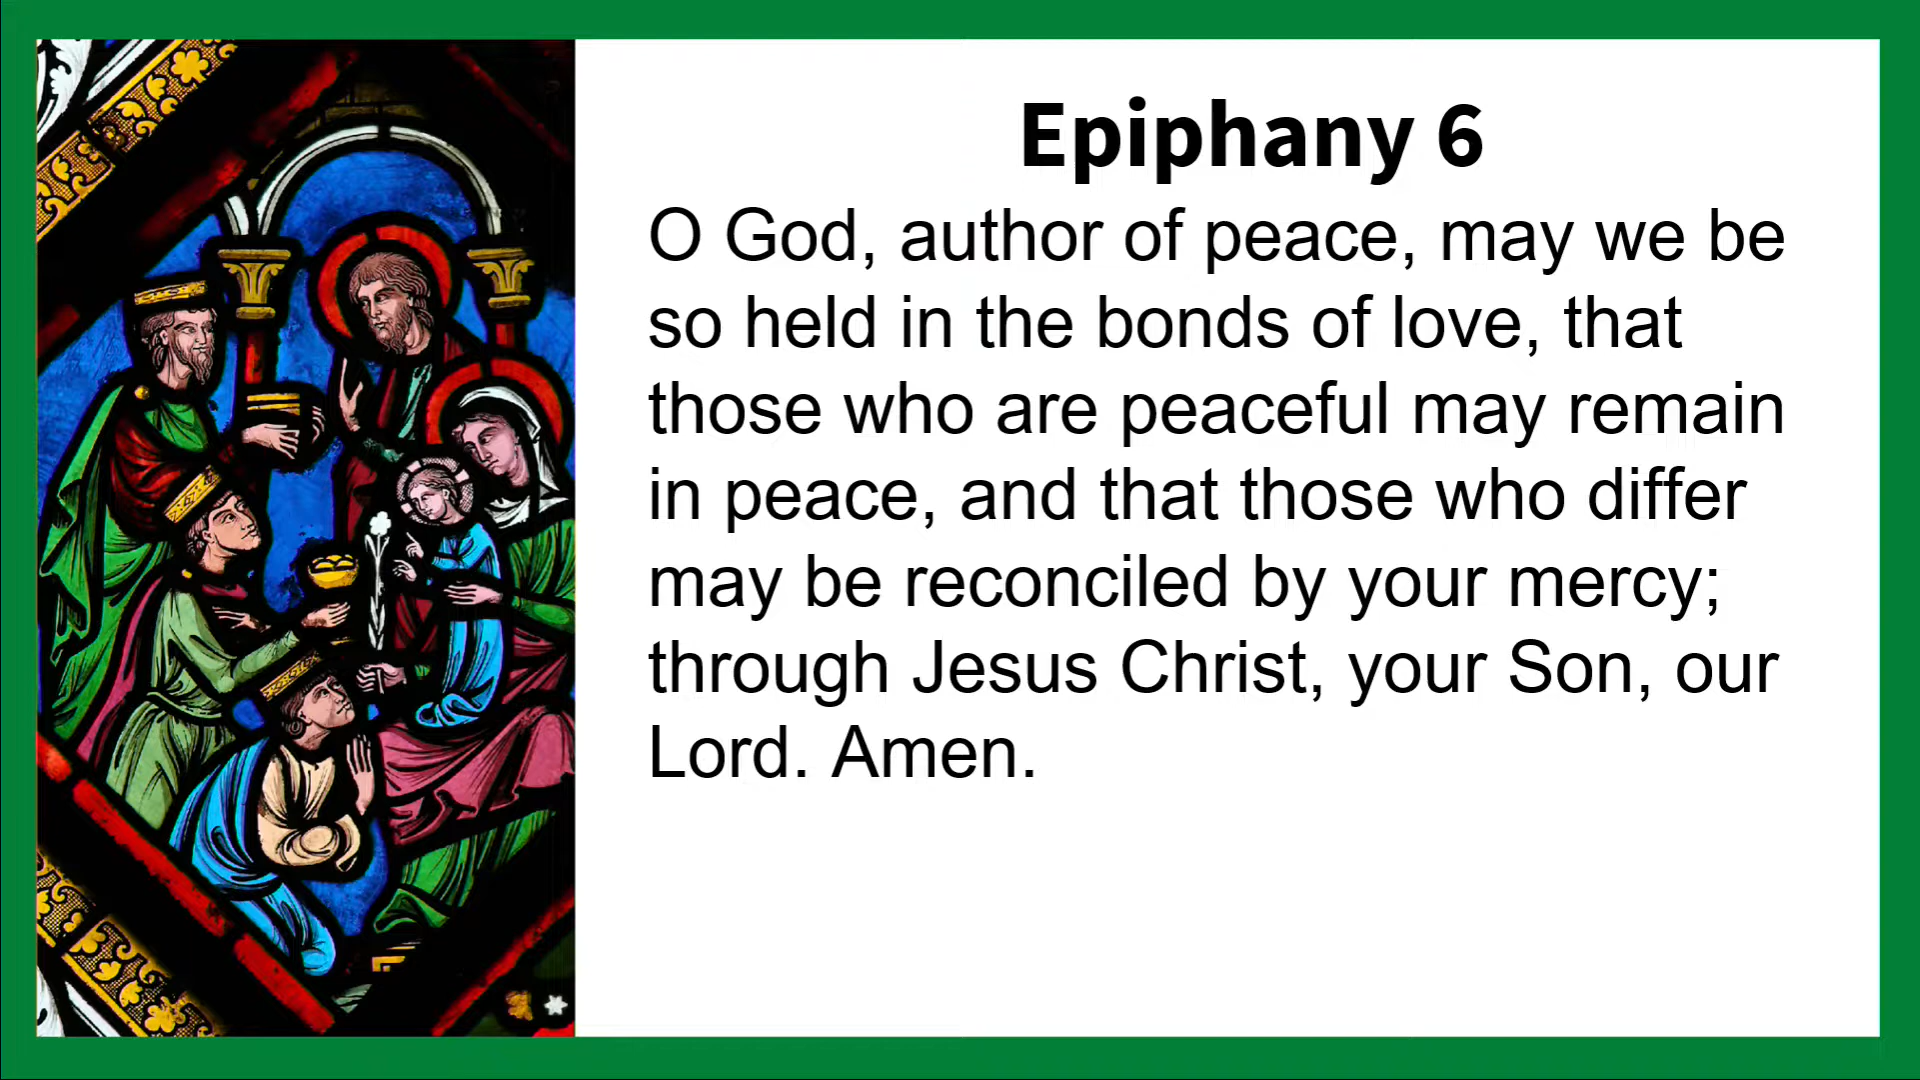 Epiphany 6
O God, author of peace, may we be
so held in the bonds of love, that
those who are peaceful may remain
in peace, and that those who differ
may be reconciled by your mercy;
through Jesus Christ, your Son, our
Lord. Amen.